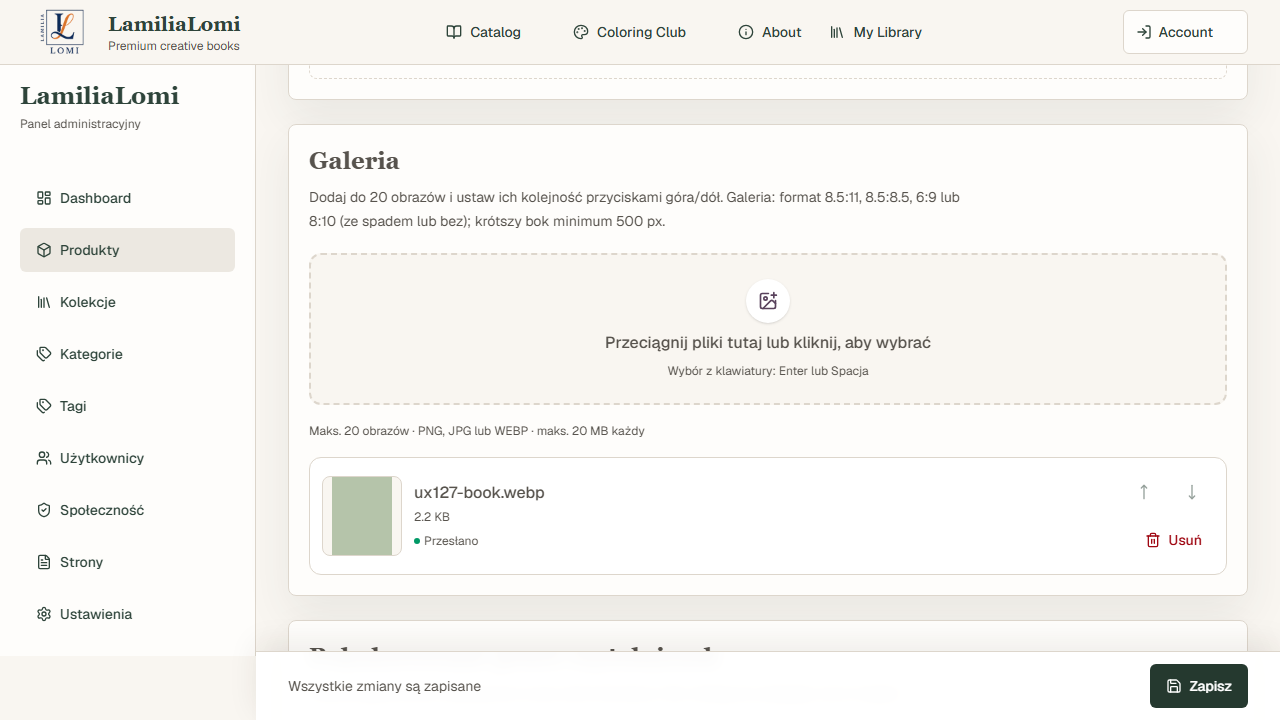 LAMILIA
L
LOMI
LamiliaLomi
Premium creative books
Catalog
Coloring Club
About
My Library
Account
LamiliaLomi
Panel administracyjny
Dashboard
Produkty
Kolekcje
Kategorie
Tagi
Użytkownicy
Społeczność
Strony
Ustawienia
Galeria
Dodaj do 20 obrazów i ustaw ich kolejność przyciskami góra/dół. Galeria: format 8.5:11, 8.5:8.5, 6:9 lub
8:10 (ze spadem lub bez); krótszy bok minimum 500 px.
Przeciągnij pliki tutaj lub kliknij, aby wybrać
Wybór z klawiatury: Enter lub Spacja
Maks. 20 obrazów · PNG, JPG lub WEBP · maks. 20 MB każdy
ux127-book.webp
2.2 KB
Przesłano
Usuń
Wszystkie zmiany są zapisane
Zapisz